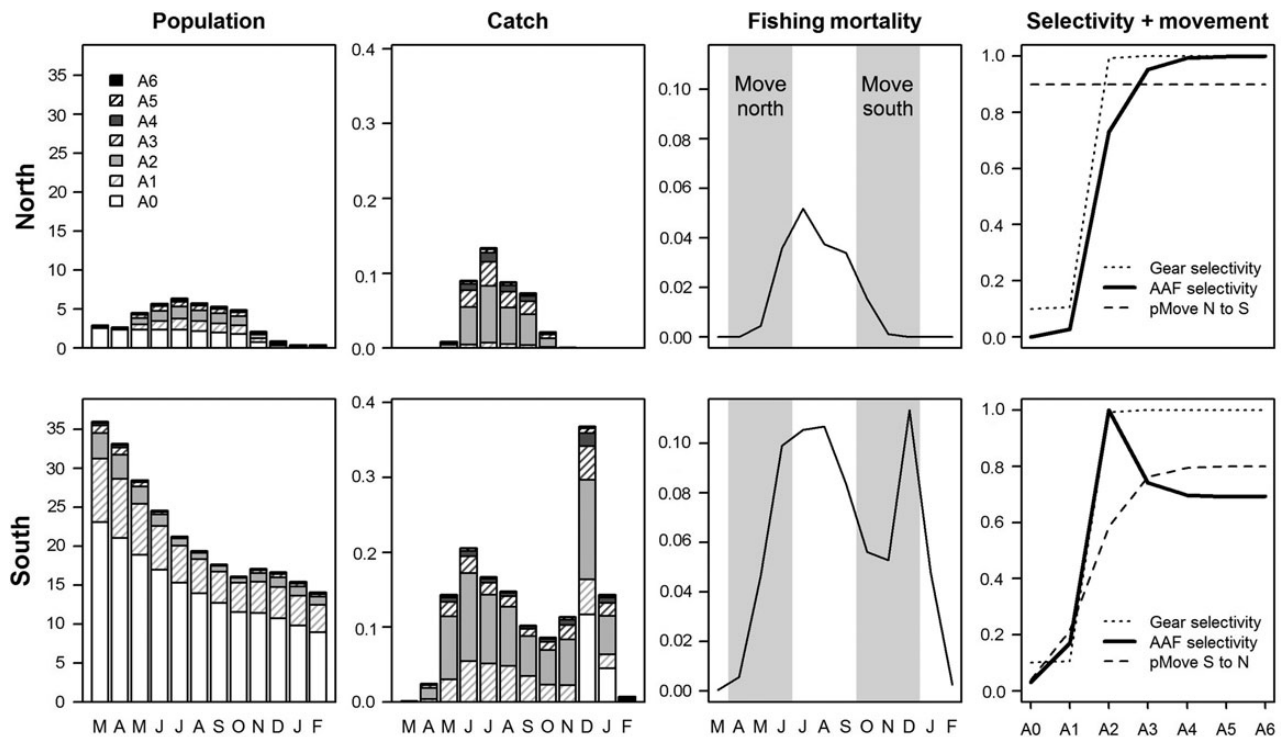 Population
Catch
Fishing mortality
Selectivity + movement
North
35
30
25
20
15
10
5
0
A6
A5
A4
A3
A2
A1
A0
0.4
0.3
0.2
0.1
0.0
0.10
0.08
0.06
0.04
0.02
0.00
Move north
Move south
1.0
0.8
0.6
0.4
0.2
0.0
Gear selectivity
AAF selectivity
pMove N to S
South
35
30
25
20
15
10
5
0
M A M J J A S O N D J F
0.4
0.3
0.2
0.1
0.0
M A M J J A S O N D J F
0.10
0.08
0.06
0.04
0.02
0.00
M A M J J A S O N D J F
1.0
0.8
0.6
0.4
0.2
0.0
Gear selectivity
AAF selectivity
pMove S to N
A0 A1 A2 A3 A4 A5 A6